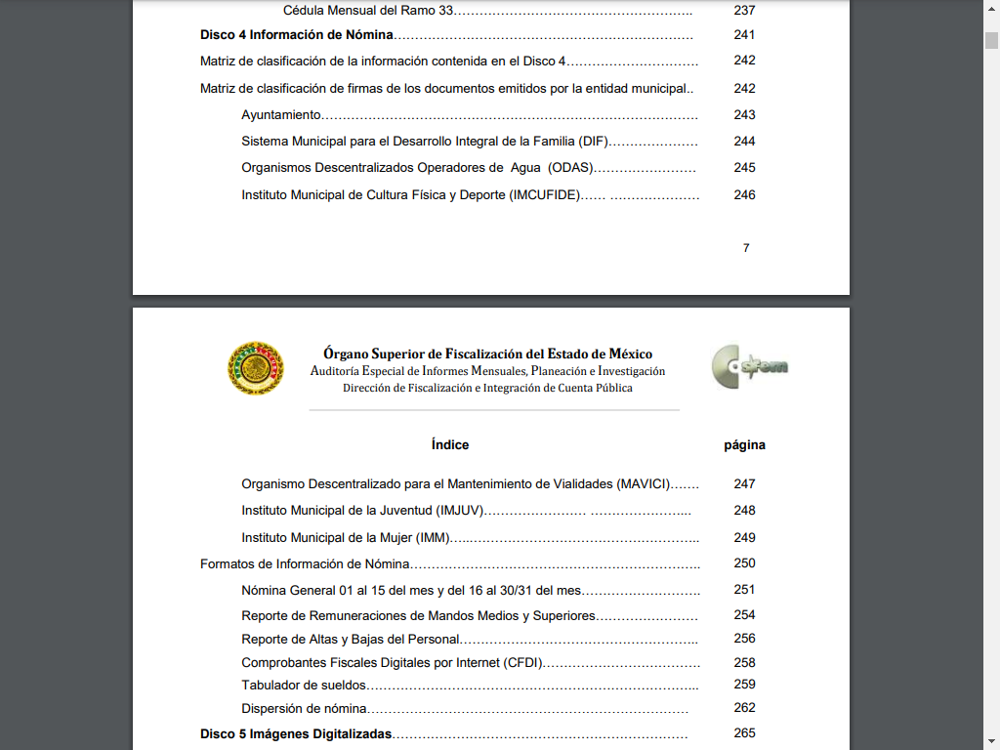 Cédula Mensual del Ramo 33……………………………………………….. 237
Disco 4 Información de Nómina……………………………………………………………… 241
Matriz de clasificación de la información contenida en el Disco 4………………………… 242
Matriz de clasificación de firmas de los documentos emitidos por la entidad municipal.. 242
Ayuntamiento……………………………………………………………………………… 243
Sistema Municipal para el Desarrollo Integral de la Familia (DIF)………………… 244
Organismos Descentralizados Operadores de Agua (ODAS)…………………… 245
Instituto Municipal de Cultura Física y Deporte (IMCUFIDE)…… ………………… 246
7
Órgano Superior de Fiscalización del Estado de México
Auditoría Especial de Informes Mensuales, Planeación e Investigación
Dirección de Fiscalización e Integración de Cuenta Pública
osfem
Índice página
Organismo Descentralizado para el Mantenimiento de Vialidades (MAVICI)……. 247
Instituto Municipal de la Juventud (IMJUV)…………………… …………………... 248
Instituto Municipal de la Mujer (IMM)…...…………………………………………….. 249
Formatos de Información de Nómina………………………………………………………….. 250
Nómina General 01 al 15 del mes y del 16 al 30/31 del mes………………………. 251
Reporte de Remuneraciones de Mandos Medios y Superiores…………………… 254
Reporte de Altas y Bajas del Personal……………………………………………….. 256
Comprobantes Fiscales Digitales por Internet (CFDI)……………………………… 258
Tabulador de sueldos…………………………………………………………………... 259
Dispersión de nómina………………………………………………………………… 262
Disco 5 Imágenes Digitalizadas…………………………………………………………… 265